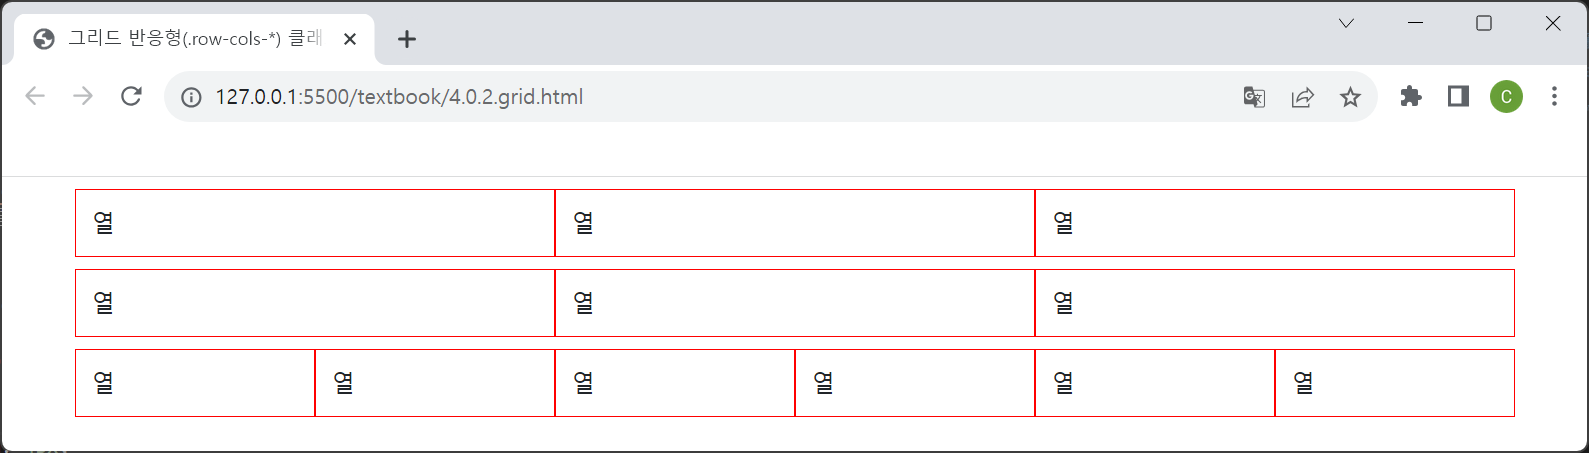 그리드 반응형(.row-cols-*) 클래
127.0.0.1:5500/textbook/4.0.2.grid.html
C
열 열 열
열 열 열
열 열 열 열 열 열